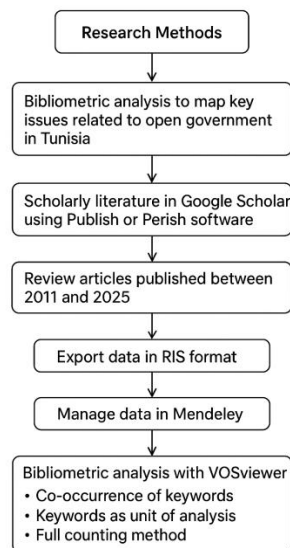 Research Methods
Bibliometric analysis to map key
issues related to open government
in Tunisia
Scholarly literature in Google Scholar
using Publish or Perish software
Review articles published between
2011 and 2025
Export data in RIS format
Manage data in Mendeley
Bibliometric analysis with VOSviewer
• Co-occurrence of keywords
• Keywords as unit of analysis
• Full counting method